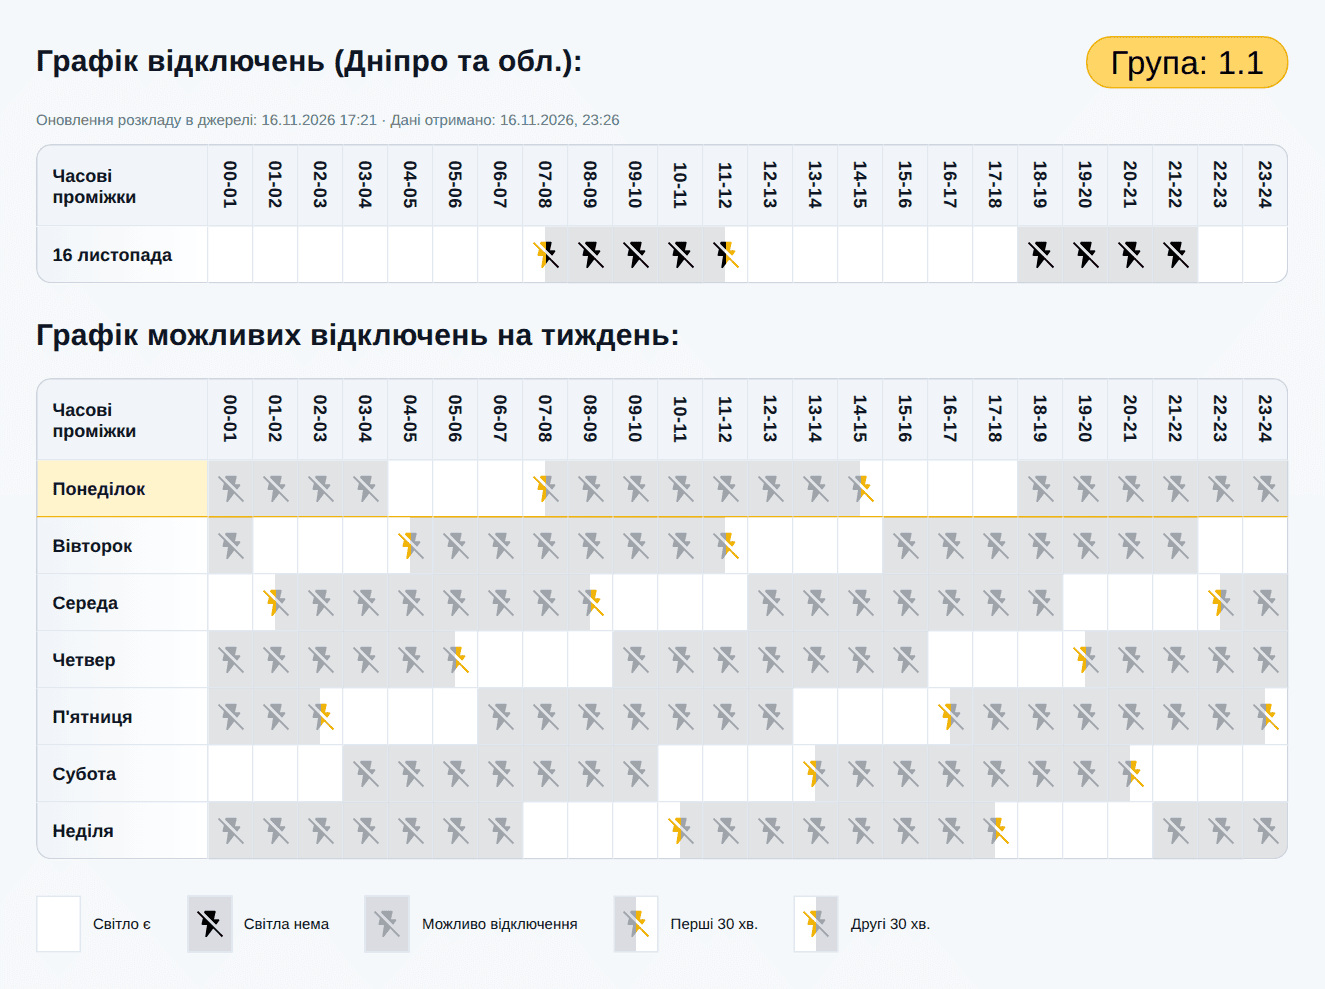 Графік відключень (Дніпро та обл.):
Група: 1.1
Оновлення розкладу в джерелі: 16.11.2026 17:21 · Дані отримано: 16.11.2026, 23:26
Часові
проміжки
00-01 01-02 02-03 03-04 04-05 05-06 06-07 07-08 08-09 09-10 10-11 11-12 12-13 13-14 14-15 15-16 16-17 17-18 18-19 19-20 20-21 21-22 22-23 23-24
16 листопада
Графік можливих відключень на тиждень:
Часові
проміжки
00-01 01-02 02-03 03-04 04-05 05-06 06-07 07-08 08-09 09-10 10-11 11-12 12-13 13-14 14-15 15-16 16-17 17-18 18-19 19-20 20-21 21-22 22-23 23-24
Понеділок
Вівторок
Середа
Четвер
П'ятниця
Субота
Неділя
Світло є
Світла нема
Можливо відключення
Перші 30 хв.
Другі 30 хв.